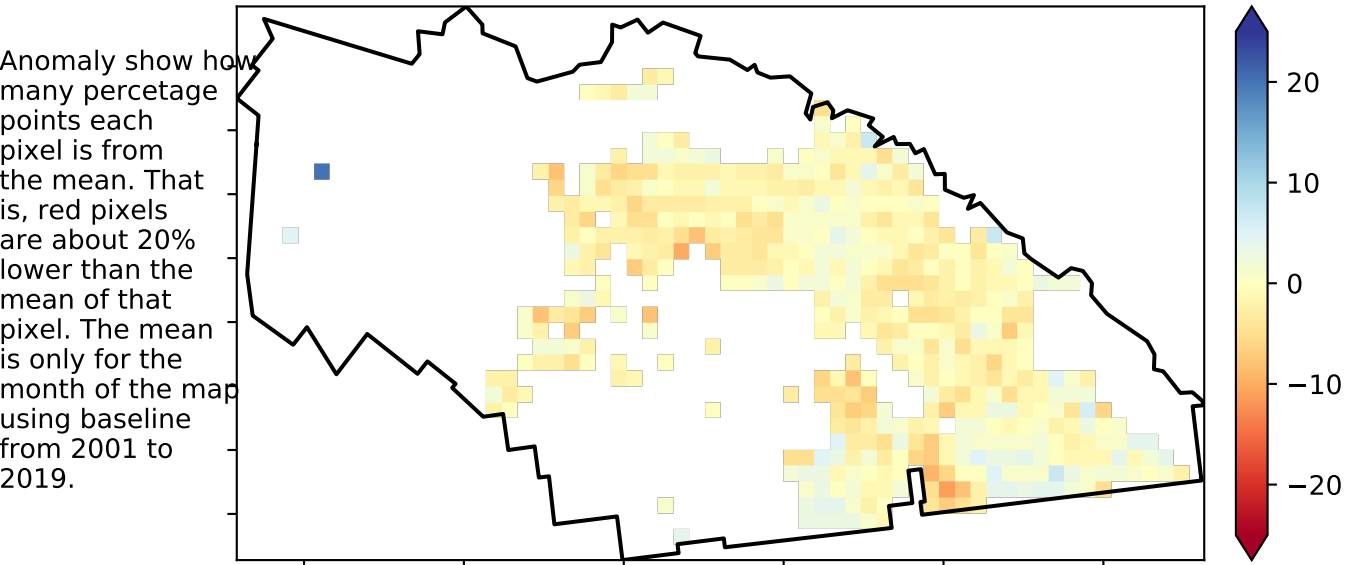 Anomaly show how
many percetage
points each
pixel is from
the mean. That
is, red pixels
are about 20%
lower than the
mean of that
pixel. The mean
is only for the
month of the map
using baseline
from 2001 to
2019.
20
10
0
−10
−20